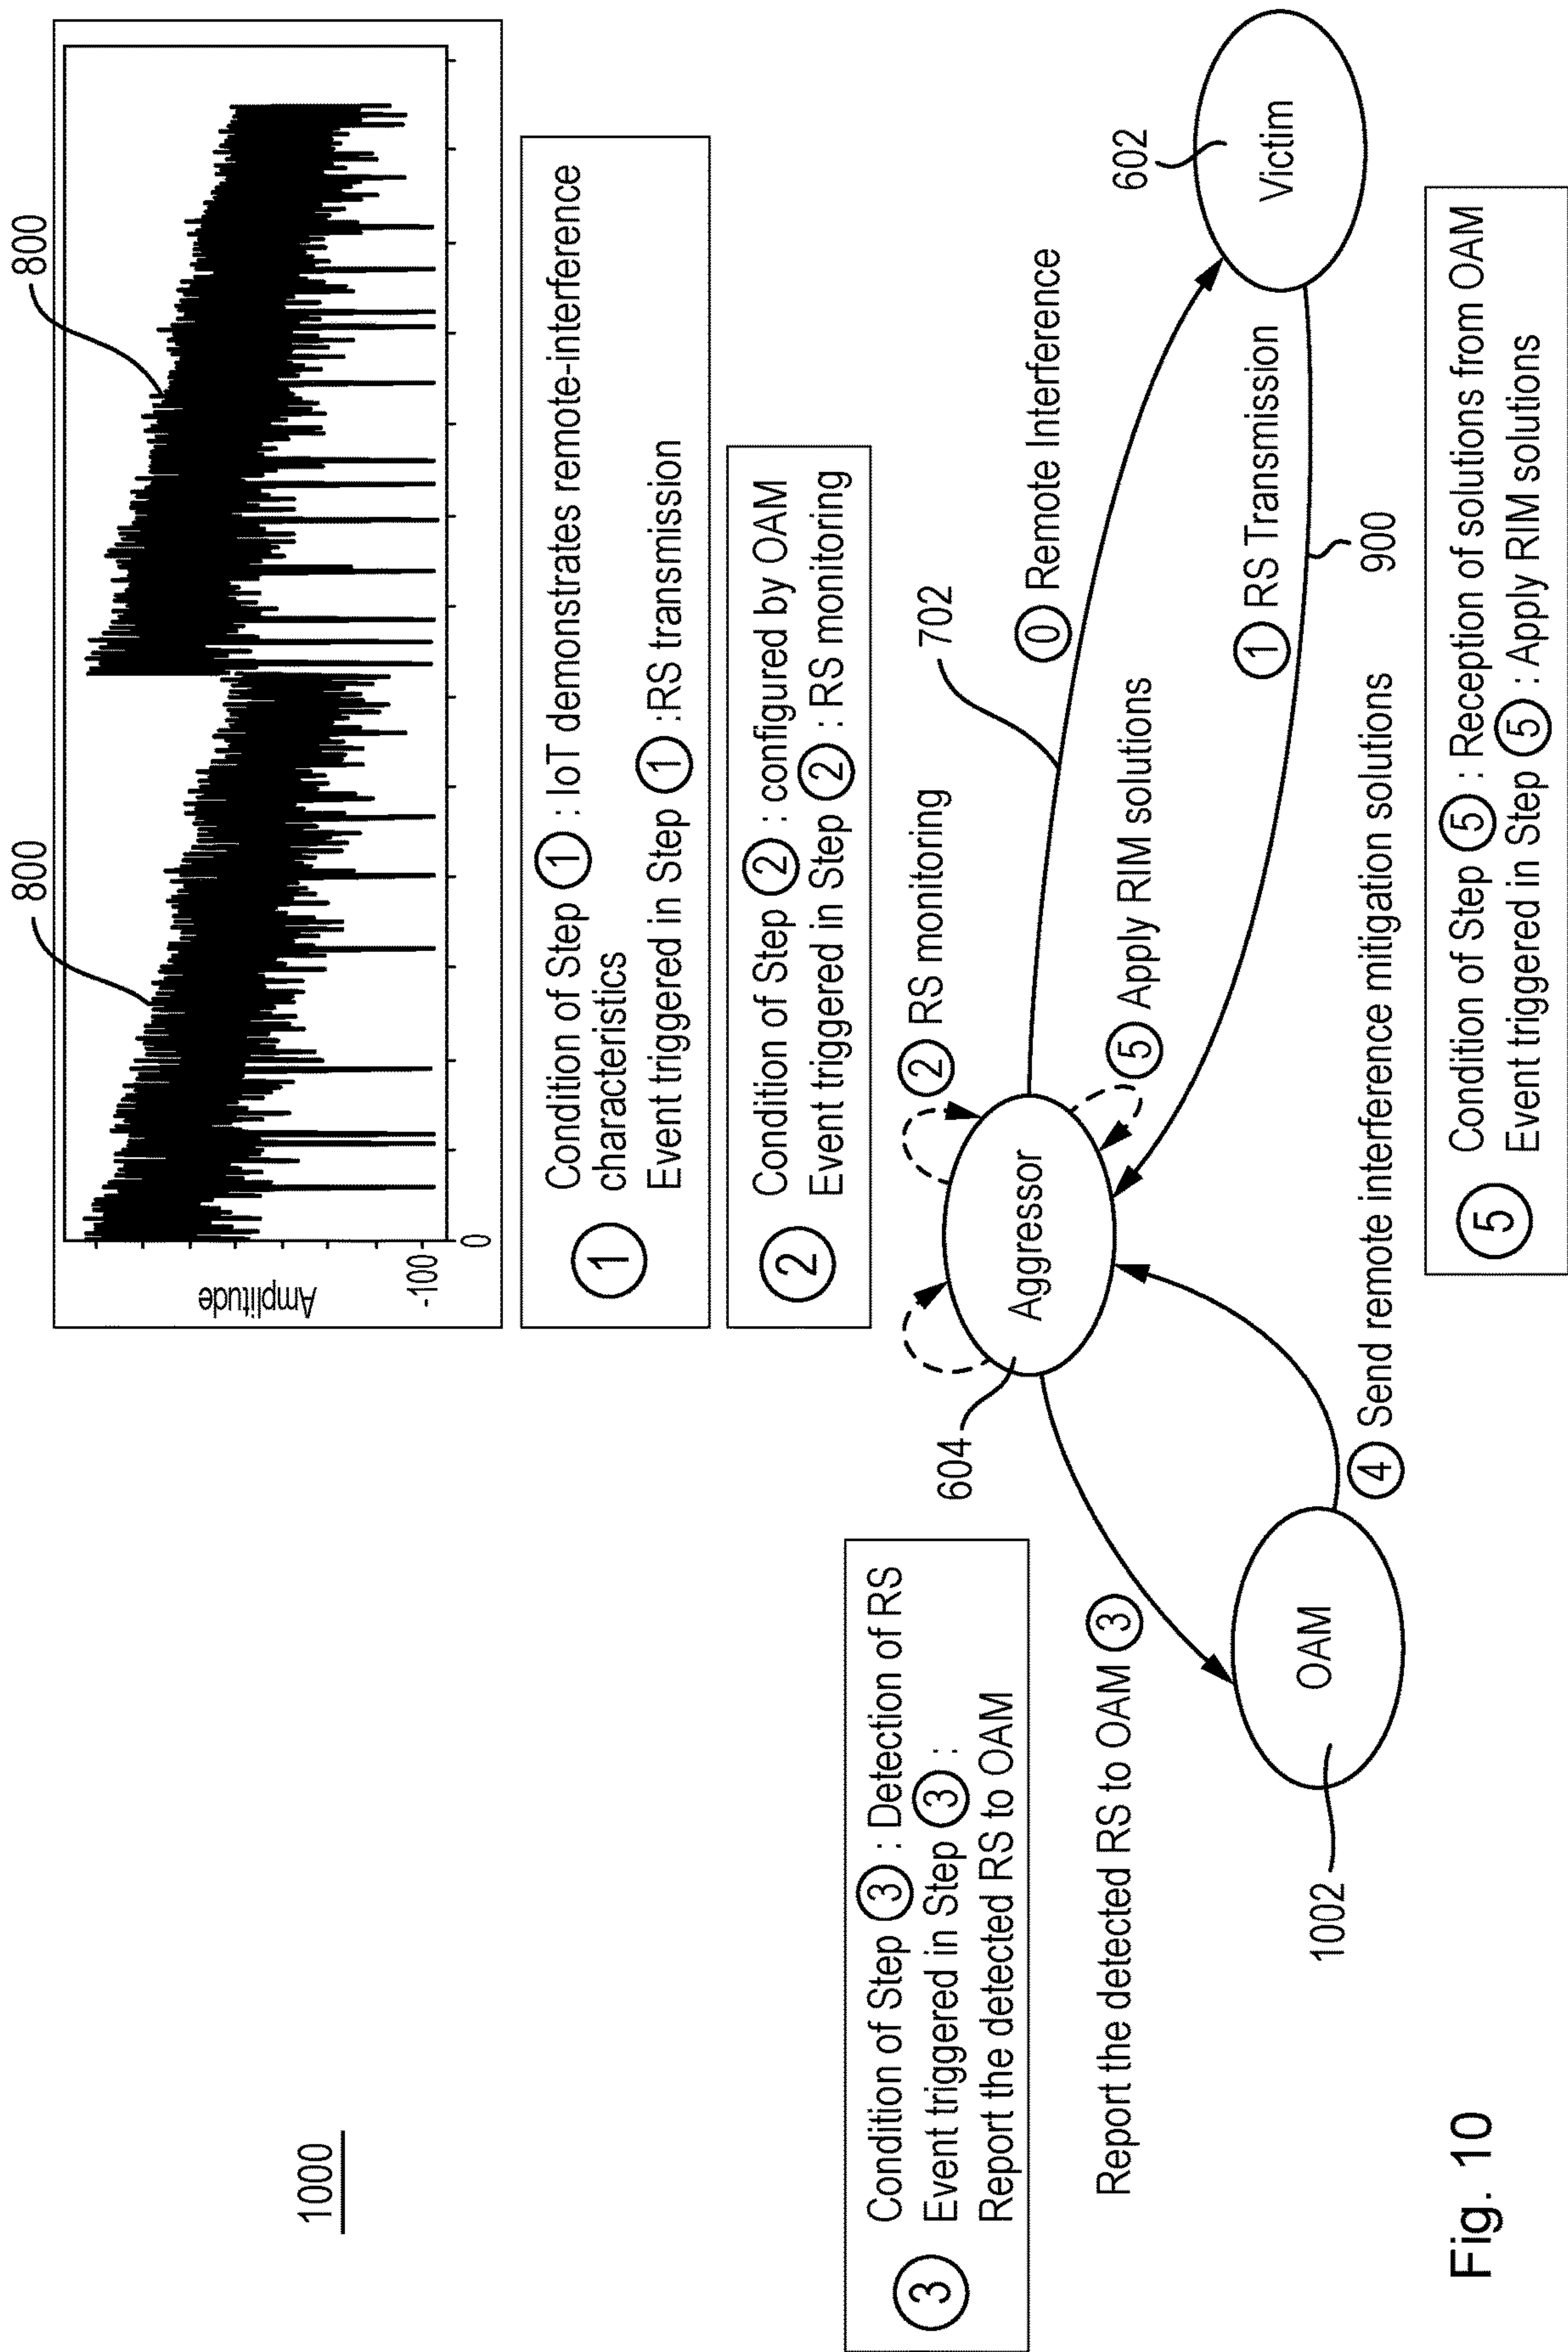 1000
800
800
Amplitude
-100
0
1
Condition of Step 1 : IoT demonstrates remote-interference
characteristics
Event triggered in Step 1 :RS transmission
2
Condition of Step 2 : configured by OAM
Event triggered in Step 2 : RS monitoring
3
Condition of Step 3 : Detection of RS
Event triggered in Step 3 :
Report the detected RS to OAM
604
Aggressor
2 RS monitoring
702
0 Remote Interference
602
Victim
5 Apply RIM solutions
1 RS Transmission
900
Report the detected RS to OAM 3
OAM
1002
4 Send remote interference mitigation solutions
5
Condition of Step 5 : Reception of solutions from OAM
Event triggered in Step 5 : Apply RIM solutions
Fig. 10